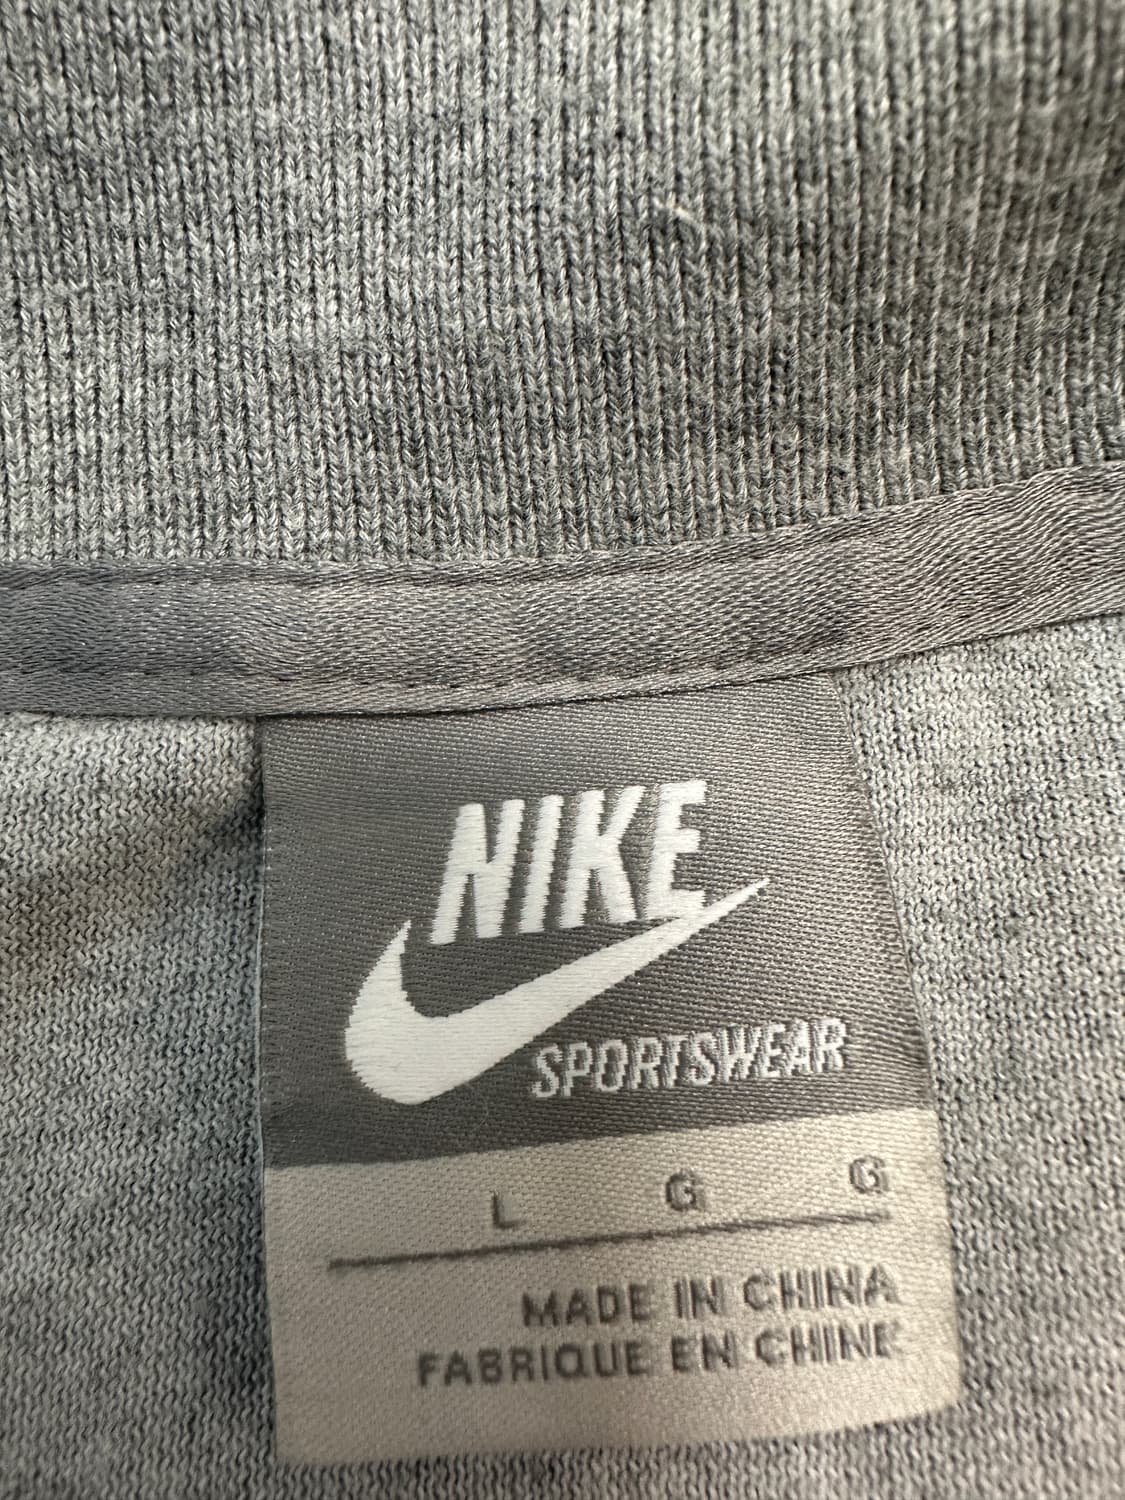 NIKE
SPORTSWEAR
L G G
MADE IN CHINA
FABRIQUE EN CHINE